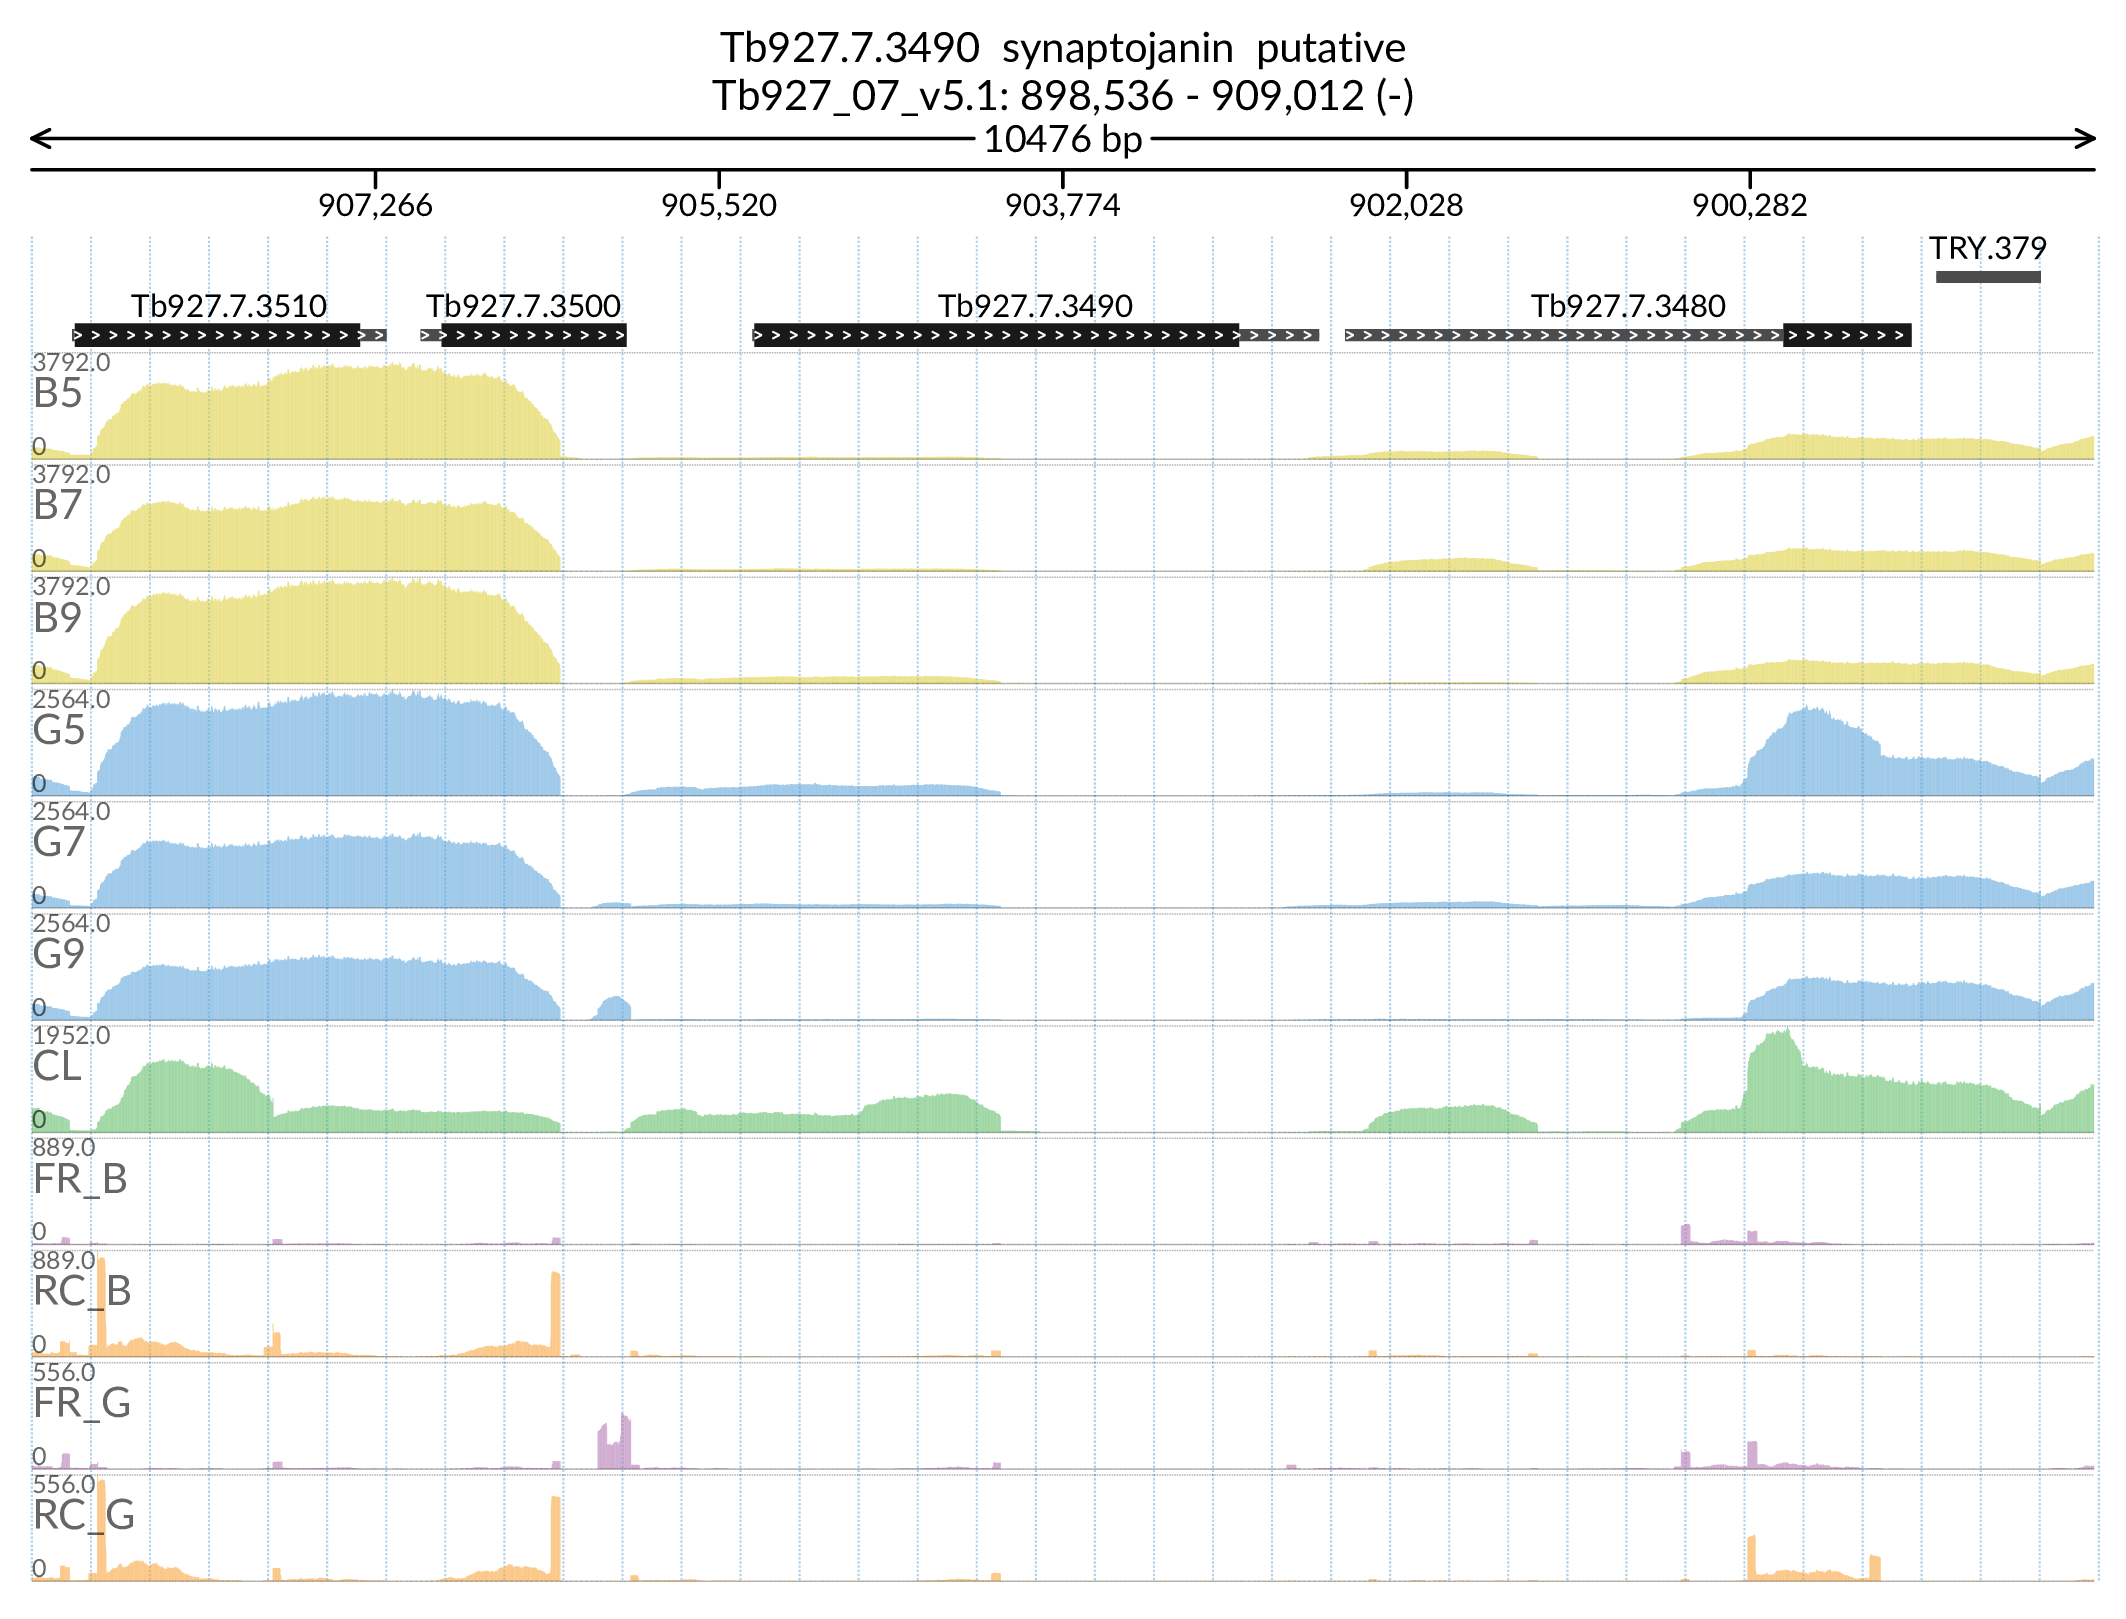 Tb927.7.3490 synaptojanin putative
Tb927_07_v5.1: 898,536 - 909,012 (-)
10476 bp
907,266 905,520 903,774 902,028 900,282
TRY.379
Tb927.7.3510 Tb927.7.3500 Tb927.7.3490 Tb927.7.3480
3792.0
B5
0
3792.0
B7
0
3792.0
B9
0
2564.0
G5
0
2564.0
G7
0
2564.0
G9
0
1952.0
CL
0
889.0
FR_B
0
889.0
RC_B
0
556.0
FR_G
0
556.0
RC_G
0